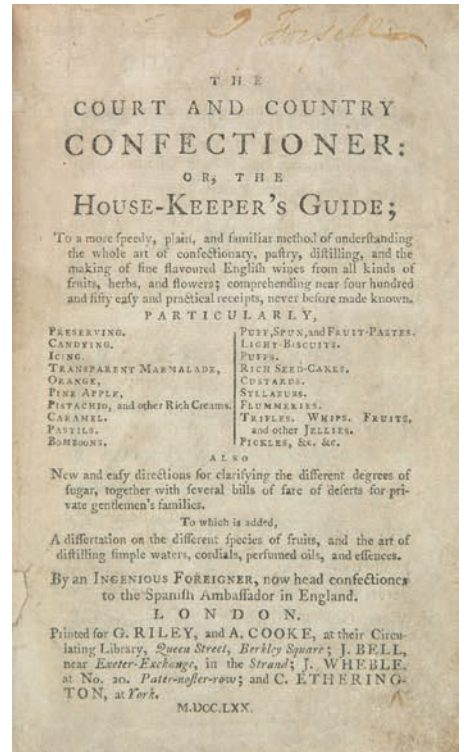 THE
COURT AND COUNTRY
CONFECTIONER:
OR, THE
HOUSE-KEEPER'S GUIDE;
To a more speedy, plain, and familiar method of understanding
the whole art of confectionary, pastry, distilling, and the
making of fine flavoured English wines from all kinds of
fruits, herbs, and flowers; comprehending near four hundred
and fifty easy and practical receipts, never before made known.
PARTICULARLY,
PRESERVING.
CANDYING.
ICING.
TRANSPARENT MARMALADE,
ORANGE,
PINE-APPLE,
PISTACHIO, and other Rich Creams.
CARAMEL.
PASTILS.
BOMBOONS.
PUFF, SPUN, and FRUIT-PASTES.
LIGHT-BISCUITS.
PUFFS.
RICH SEED-CAKES.
CUSTARDS.
SYLLABUBS.
FLUMMERIES.
TRIFLES, WHIPS, FRUITS,
and other JELLIES.
PICKLES, &c. &c.
ALSO
New and easy directions for clarifying the different degrees of
sugar, together with several bills of fare of deserts for pri-
vate gentlemen's families.
To which is added,
A dissertation on the different species of fruits, and the art of
distilling simple waters, cordials, perfumed oils, and essences.
By an INGENIOUS FOREIGNER, now head confectioner
to the Spanish Ambassador in England.
LONDON.
Printed for G. RILEY, and A. COOKE, at their Circu-
lating Library, Queen Street, Berkley Square; J. BELL,
near Exeter-Exchange, in the Strand; J. WHEBLE,
at No. 20. Pater-noster-row; and C. ETHERING-
TON, at York.
M.DCC.LXX.